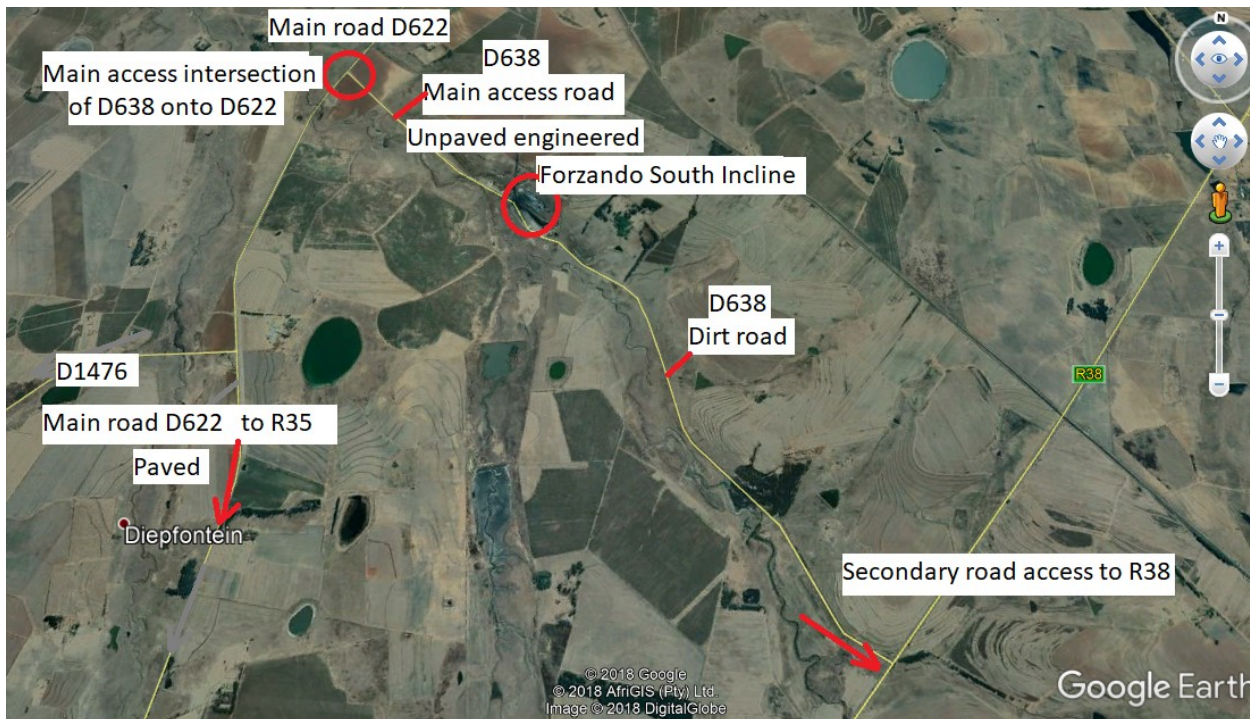 Main road D622
N
D638
Main access intersection
of D638 onto D622
Main access road
Unpaved engineered
Forzando South Incline
D638
Dirt road
D1476
R38
Main road D622 to R35
Paved
Diepfontein
Secondary road access to R38
© 2018 Google
© 2018 AfriGIS (Pty) Ltd.
Image © 2018 DigitalGlobe
Google Earth